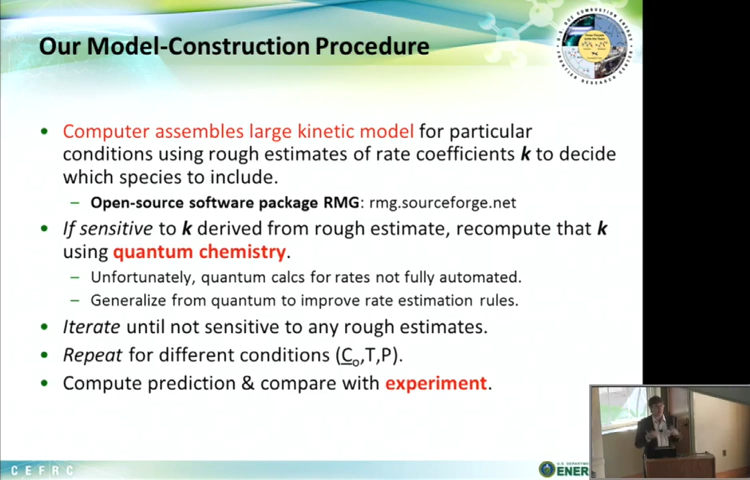 Our Model-Construction Procedure
• Computer assembles large kinetic model for particular
conditions using rough estimates of rate coefficients k to decide
which species to include.
– Open-source software package RMG: rmg.sourceforge.net
• If sensitive to k derived from rough estimate, recompute that k
using quantum chemistry.
– Unfortunately, quantum calcs for rates not fully automated.
– Generalize from quantum to improve rate estimation rules.
• Iterate until not sensitive to any rough estimates.
• Repeat for different conditions (C₀,T,P).
• Compute prediction & compare with experiment.
CEFRC
U.S. DEPARTMENT
ENER